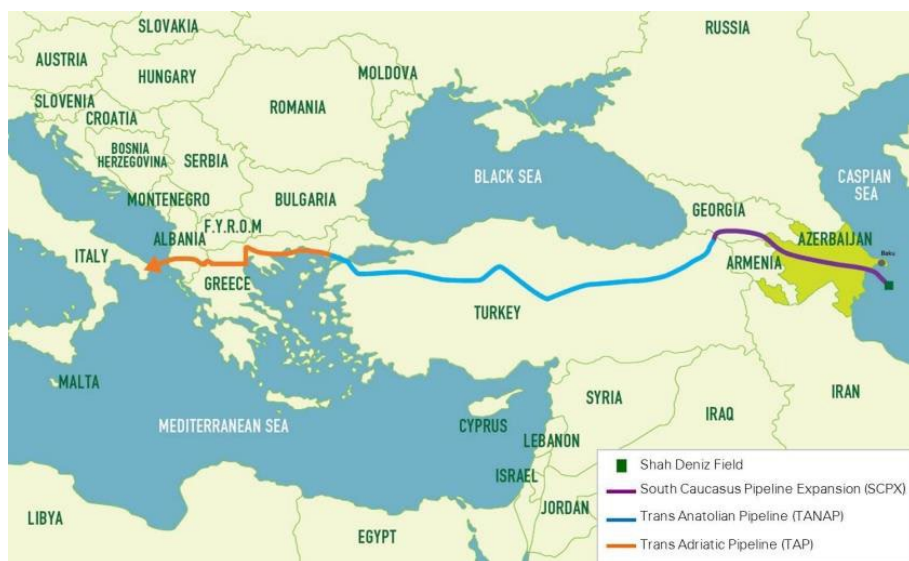 SLOVAKIA
RUSSIA
AUSTRIA
MOLDOVA
HUNGARY
SLOVENIA
ROMANIA
CROATIA
BOSNIA
HERZEGOVINA
SERBIA
BLACK SEA
CASPIAN
SEA
MONTENEGRO
BULGARIA
GEORGIA
F.Y.R.O.M
ALBANIA
AZERBAIJAN
ITALY
ARMENIA
Baku
GREECE
TURKEY
MALTA
SYRIA
IRAN
CYPRUS
IRAQ
MEDITERRANEAN SEA
LEBANON
ISRAEL
JORDAN
LIBYA
EGYPT
Shah Deniz Field
South Caucasus Pipeline Expansion (SCPX)
Trans Anatolian Pipeline (TANAP)
Trans Adriatic Pipeline (TAP)